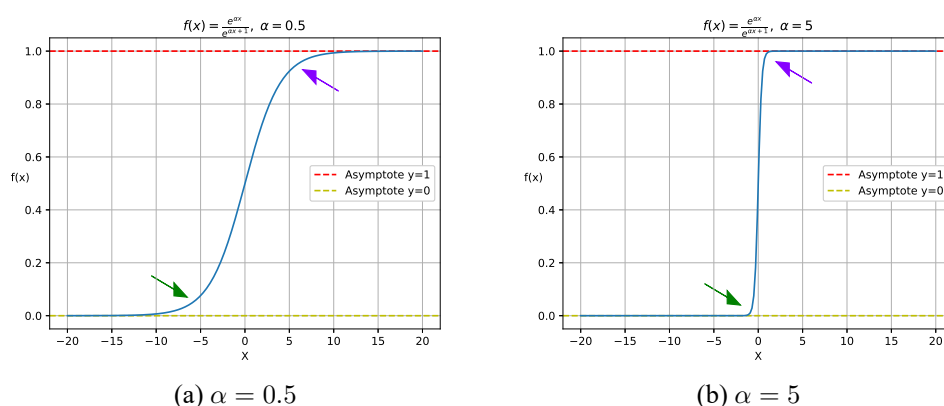 f(x) = \frac{e^{αx}}{e^{αx+1}}, α = 0.5
1.0
0.8
0.6
f(x)
0.4
0.2
0.0
Asymptote y=1
Asymptote y=0
−20 −15 −10 −5 0 5 10 15 20
X
(a) α = 0.5
f(x) = \frac{e^{αx}}{e^{αx+1}}, α = 5
1.0
0.8
0.6
f(x)
0.4
0.2
0.0
Asymptote y=1
Asymptote y=0
−20 −15 −10 −5 0 5 10 15 20
X
(b) α = 5